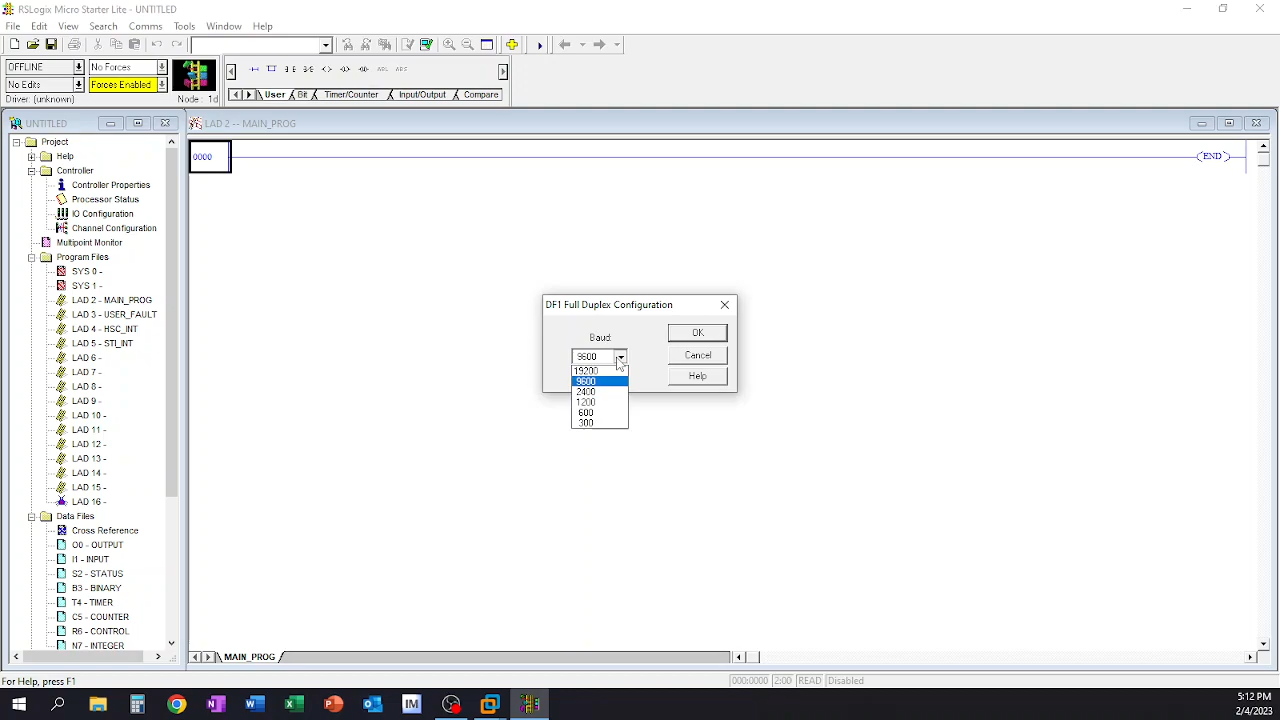 RSLogix Micro Starter Lite - UNTITLED
File Edit View Search Comms Tools Window Help
OFFLINE No Forces
No Edits Forces Enabled
Driver: (unknown) Node : 1d
User Bit Timer/Counter Input/Output Compare
UNTITLED
Project
Help
Controller
Controller Properties
Processor Status
IO Configuration
Channel Configuration
Multipoint Monitor
Program Files
SYS 0 -
SYS 1 -
LAD 2 - MAIN_PROG
LAD 3 - USER_FAULT
LAD 4 - HSC_INT
LAD 5 - STI_INT
LAD 6 -
LAD 7 -
LAD 8 -
LAD 9 -
LAD 10 -
LAD 11 -
LAD 12 -
LAD 13 -
LAD 14 -
LAD 15 -
LAD 16 -
Data Files
Cross Reference
O0 - OUTPUT
I1 - INPUT
S2 - STATUS
B3 - BINARY
T4 - TIMER
C5 - COUNTER
R6 - CONTROL
N7 - INTEGER
LAD 2 -- MAIN_PROG
0000
END
DF1 Full Duplex Configuration
Baud:
9600
19200
9600
2400
1200
600
300
OK
Cancel
Help
MAIN_PROG
For Help, press F1
000:0000 2:00 READ Disabled
5:12 PM
2/4/2023